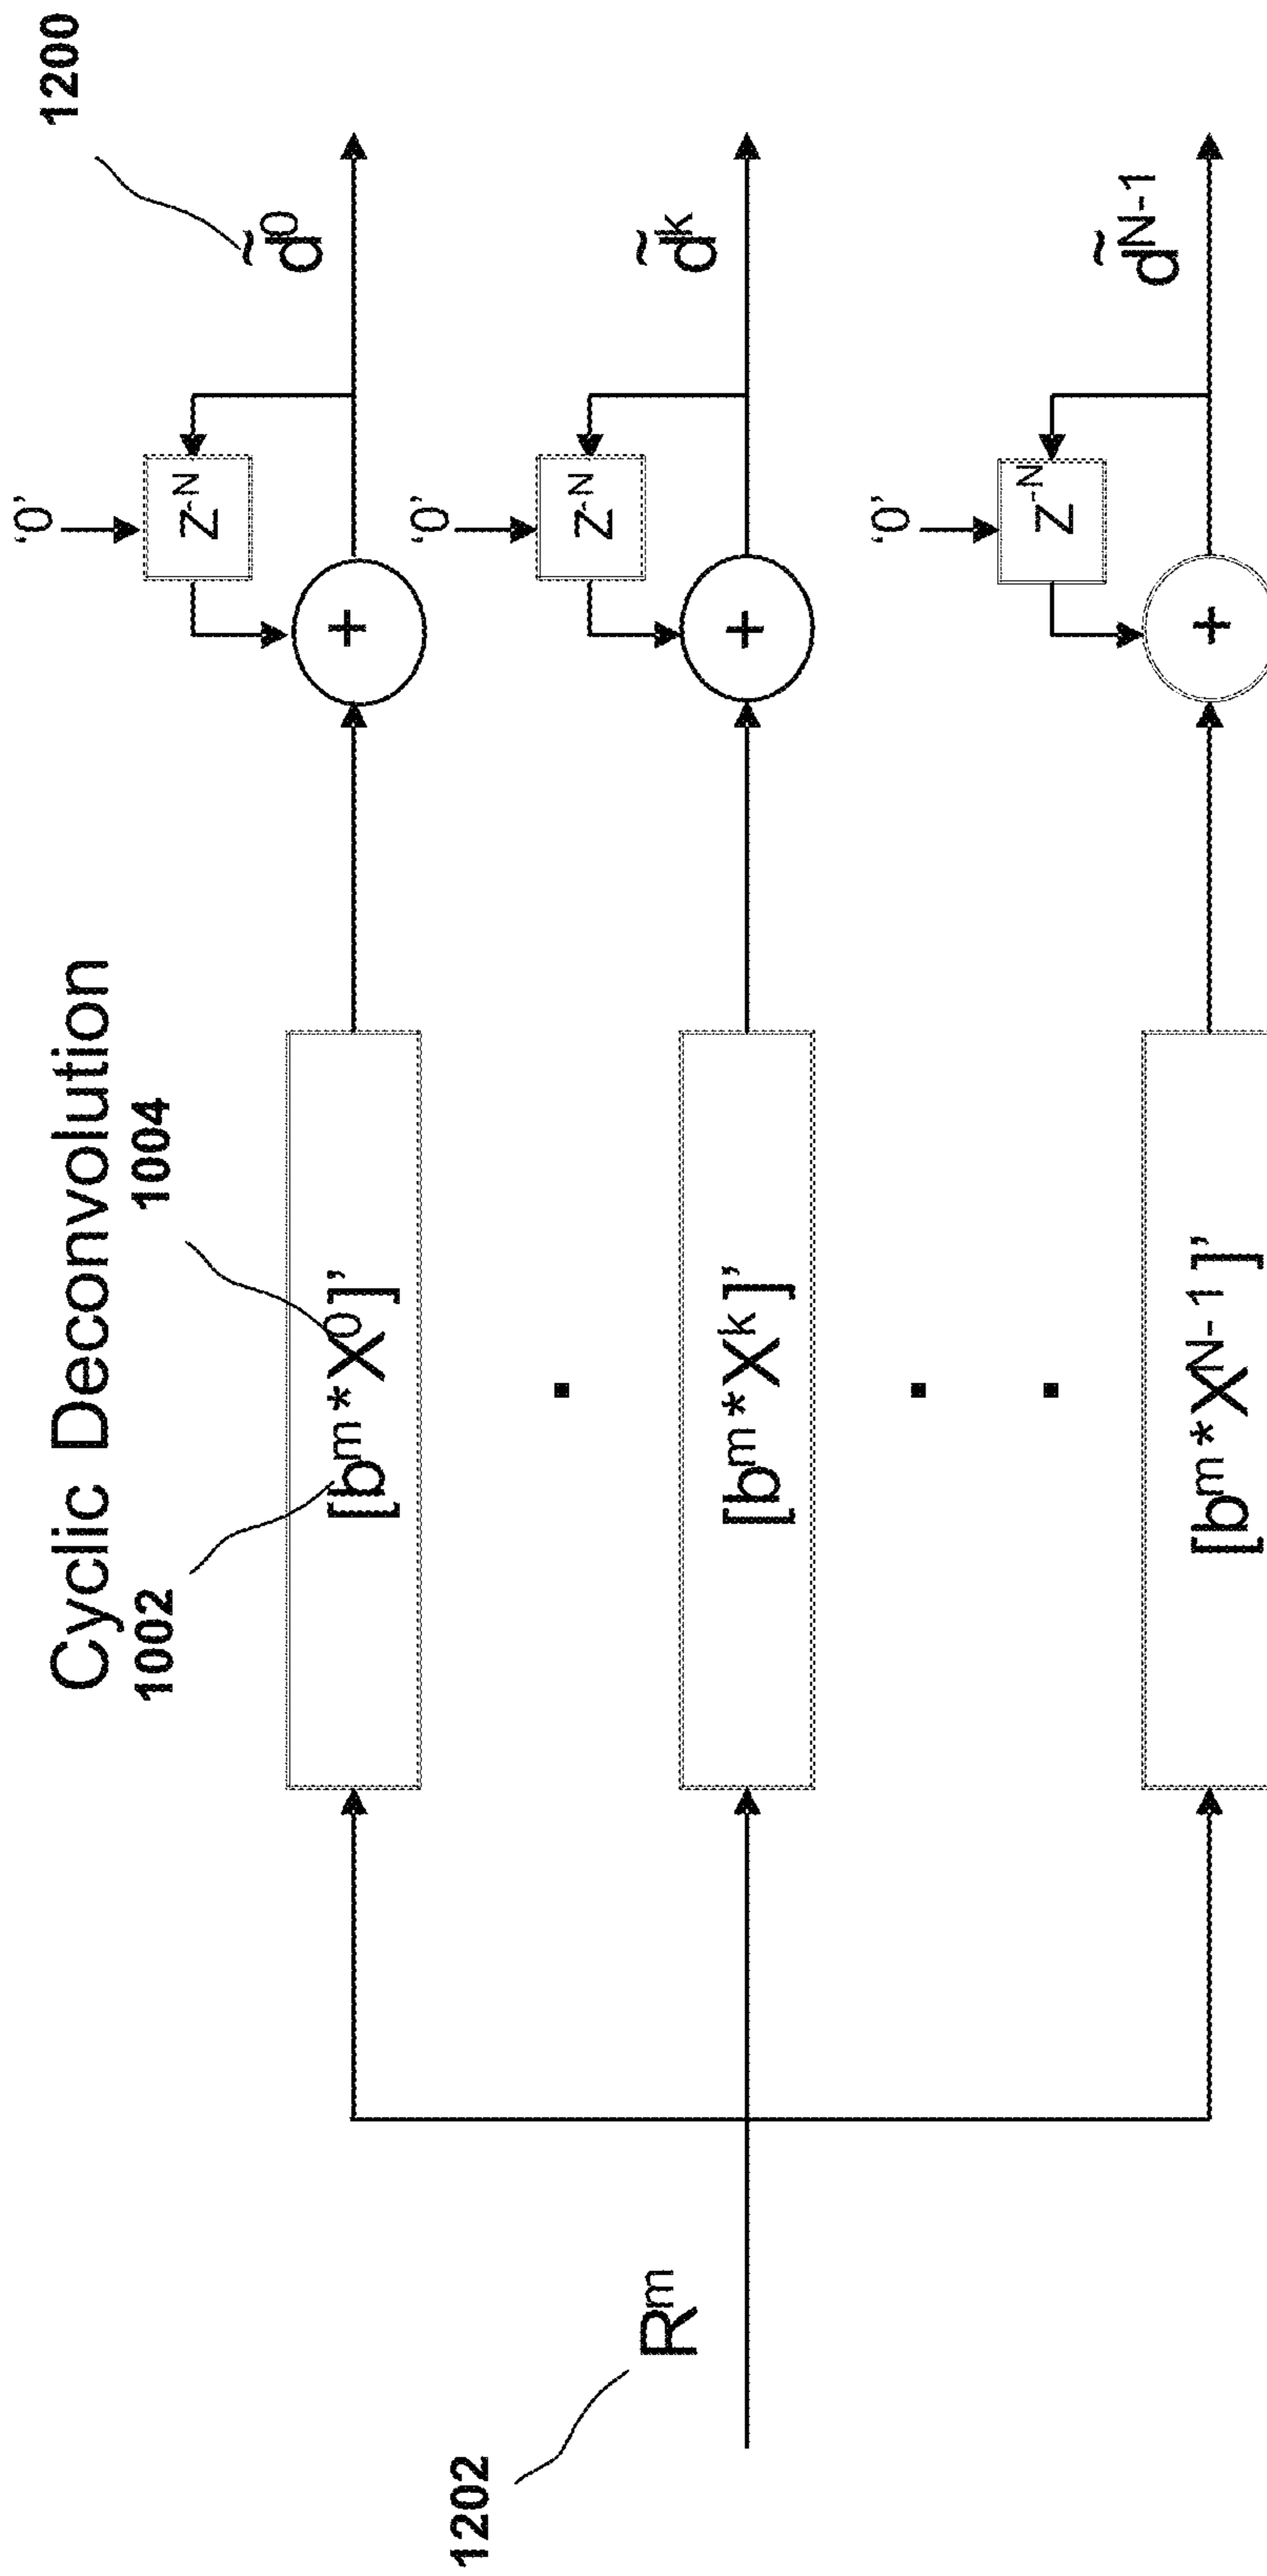 Cyclic Deconvolution
1200
1002
1004
1202
R^m
[b^m*X^0]'
'0'
Z^-N
+
d̃^0
[b^m*X^k]'
'0'
Z^-N
+
d̃^k
[b^m*X^N-1]'
'0'
Z^-N
+
d̃^N-1